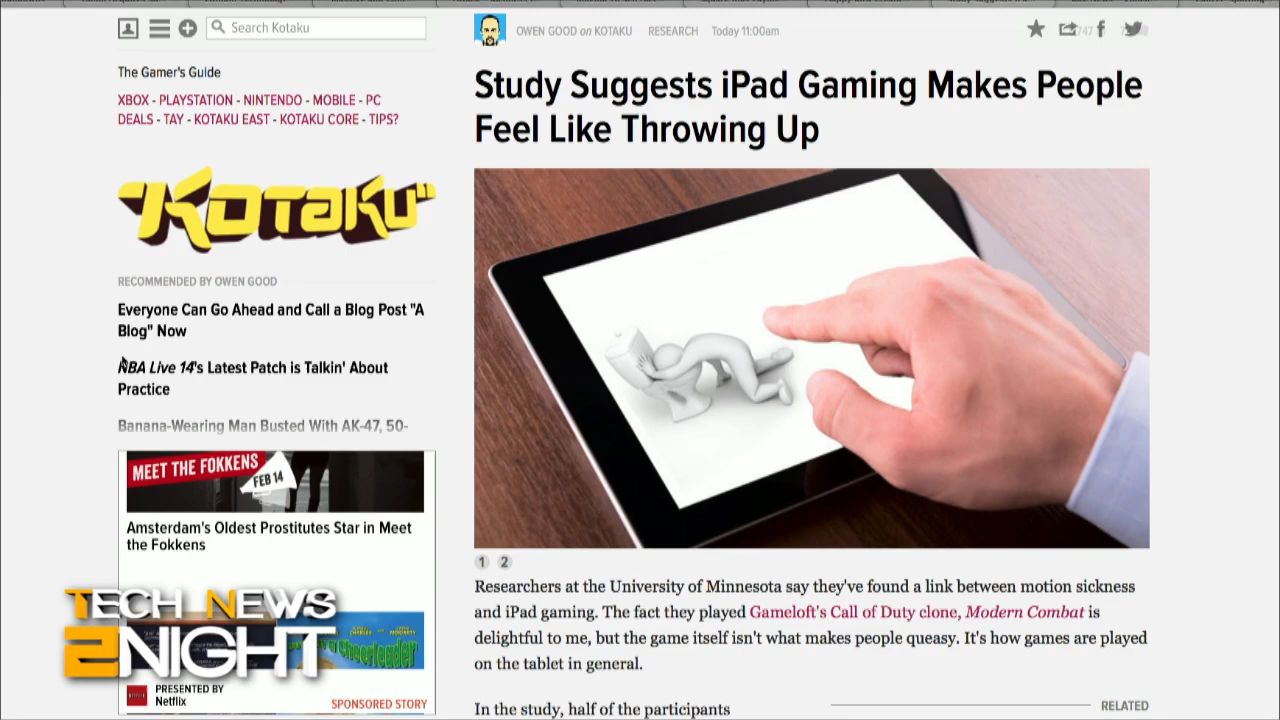 Search Kotaku
OWEN GOOD on KOTAKU RESEARCH Today 11:00am
The Gamer's Guide
XBOX - PLAYSTATION - NINTENDO - MOBILE - PC
DEALS - TAY - KOTAKU EAST - KOTAKU CORE - TIPS?
"KOTAKU"
RECOMMENDED BY OWEN GOOD
Everyone Can Go Ahead and Call a Blog Post "A
Blog" Now
NBA Live 14's Latest Patch is Talkin' About
Practice
Banana-Wearing Man Busted With AK-47, 50-
MEET THE FOKKENS
FEB 14
Amsterdam's Oldest Prostitutes Star in Meet
the Fokkens
Cheerleader
PRESENTED BY
Netflix
SPONSORED STORY
TECH NEWS
2NIGHT
Study Suggests iPad Gaming Makes People
Feel Like Throwing Up
1 2
Researchers at the University of Minnesota say they've found a link between motion sickness
and iPad gaming. The fact they played Gameloft's Call of Duty clone, Modern Combat is
delightful to me, but the game itself isn't what makes people queasy. It's how games are played
on the tablet in general.
In the study, half of the participants
RELATED